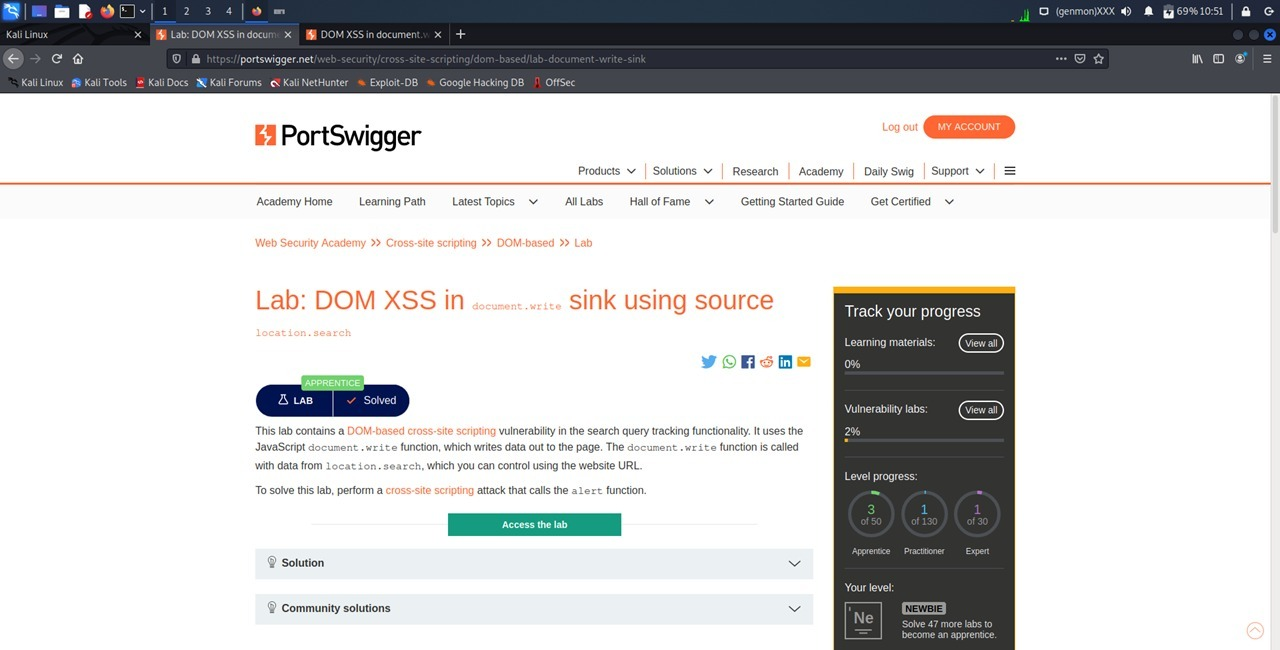 1 2 3 4 (genmon)XXX 69% 10:51
Kali Linux Lab: DOM XSS in docume DOM XSS in document.w
https://portswigger.net/web-security/cross-site-scripting/dom-based/lab-document-write-sink
Kali Linux Kali Tools Kali Docs Kali Forums Kali NetHunter Exploit-DB Google Hacking DB OffSec
PortSwigger
Log out MY ACCOUNT
Products Solutions Research Academy Daily Swig Support
Academy Home Learning Path Latest Topics All Labs Hall of Fame Getting Started Guide Get Certified
Web Security Academy Cross-site scripting DOM-based Lab
Lab: DOM XSS in document.write sink using source
location.search
APPRENTICE
LAB Solved
This lab contains a DOM-based cross-site scripting vulnerability in the search query tracking functionality. It uses the
JavaScript document.write function, which writes data out to the page. The document.write function is called
with data from location.search, which you can control using the website URL.
To solve this lab, perform a cross-site scripting attack that calls the alert function.
Access the lab
Solution
Community solutions
Track your progress
Learning materials: View all
0%
Vulnerability labs: View all
2%
Level progress:
3 1 1
of 50 of 130 of 30
Apprentice Practitioner Expert
Your level:
Ne NEWBIE
Solve 47 more labs to
become an apprentice.